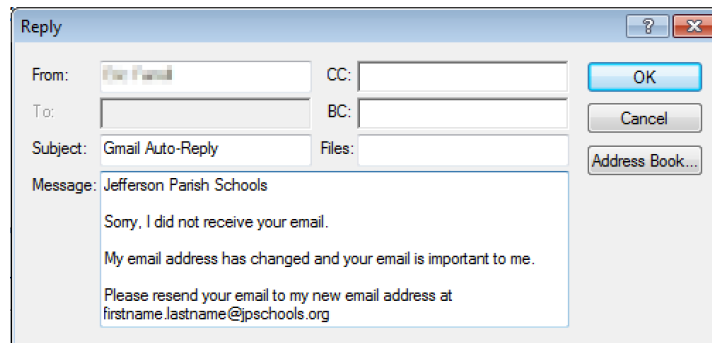 Reply
From:
CC:
OK
To:
BC:
Cancel
Subject: Gmail Auto-Reply
Files:
Address Book...
Message: Jefferson Parish Schools
Sorry, I did not receive your email.
My email address has changed and your email is important to me.
Please resend your email to my new email address at
firstname.lastname@jpschools.org